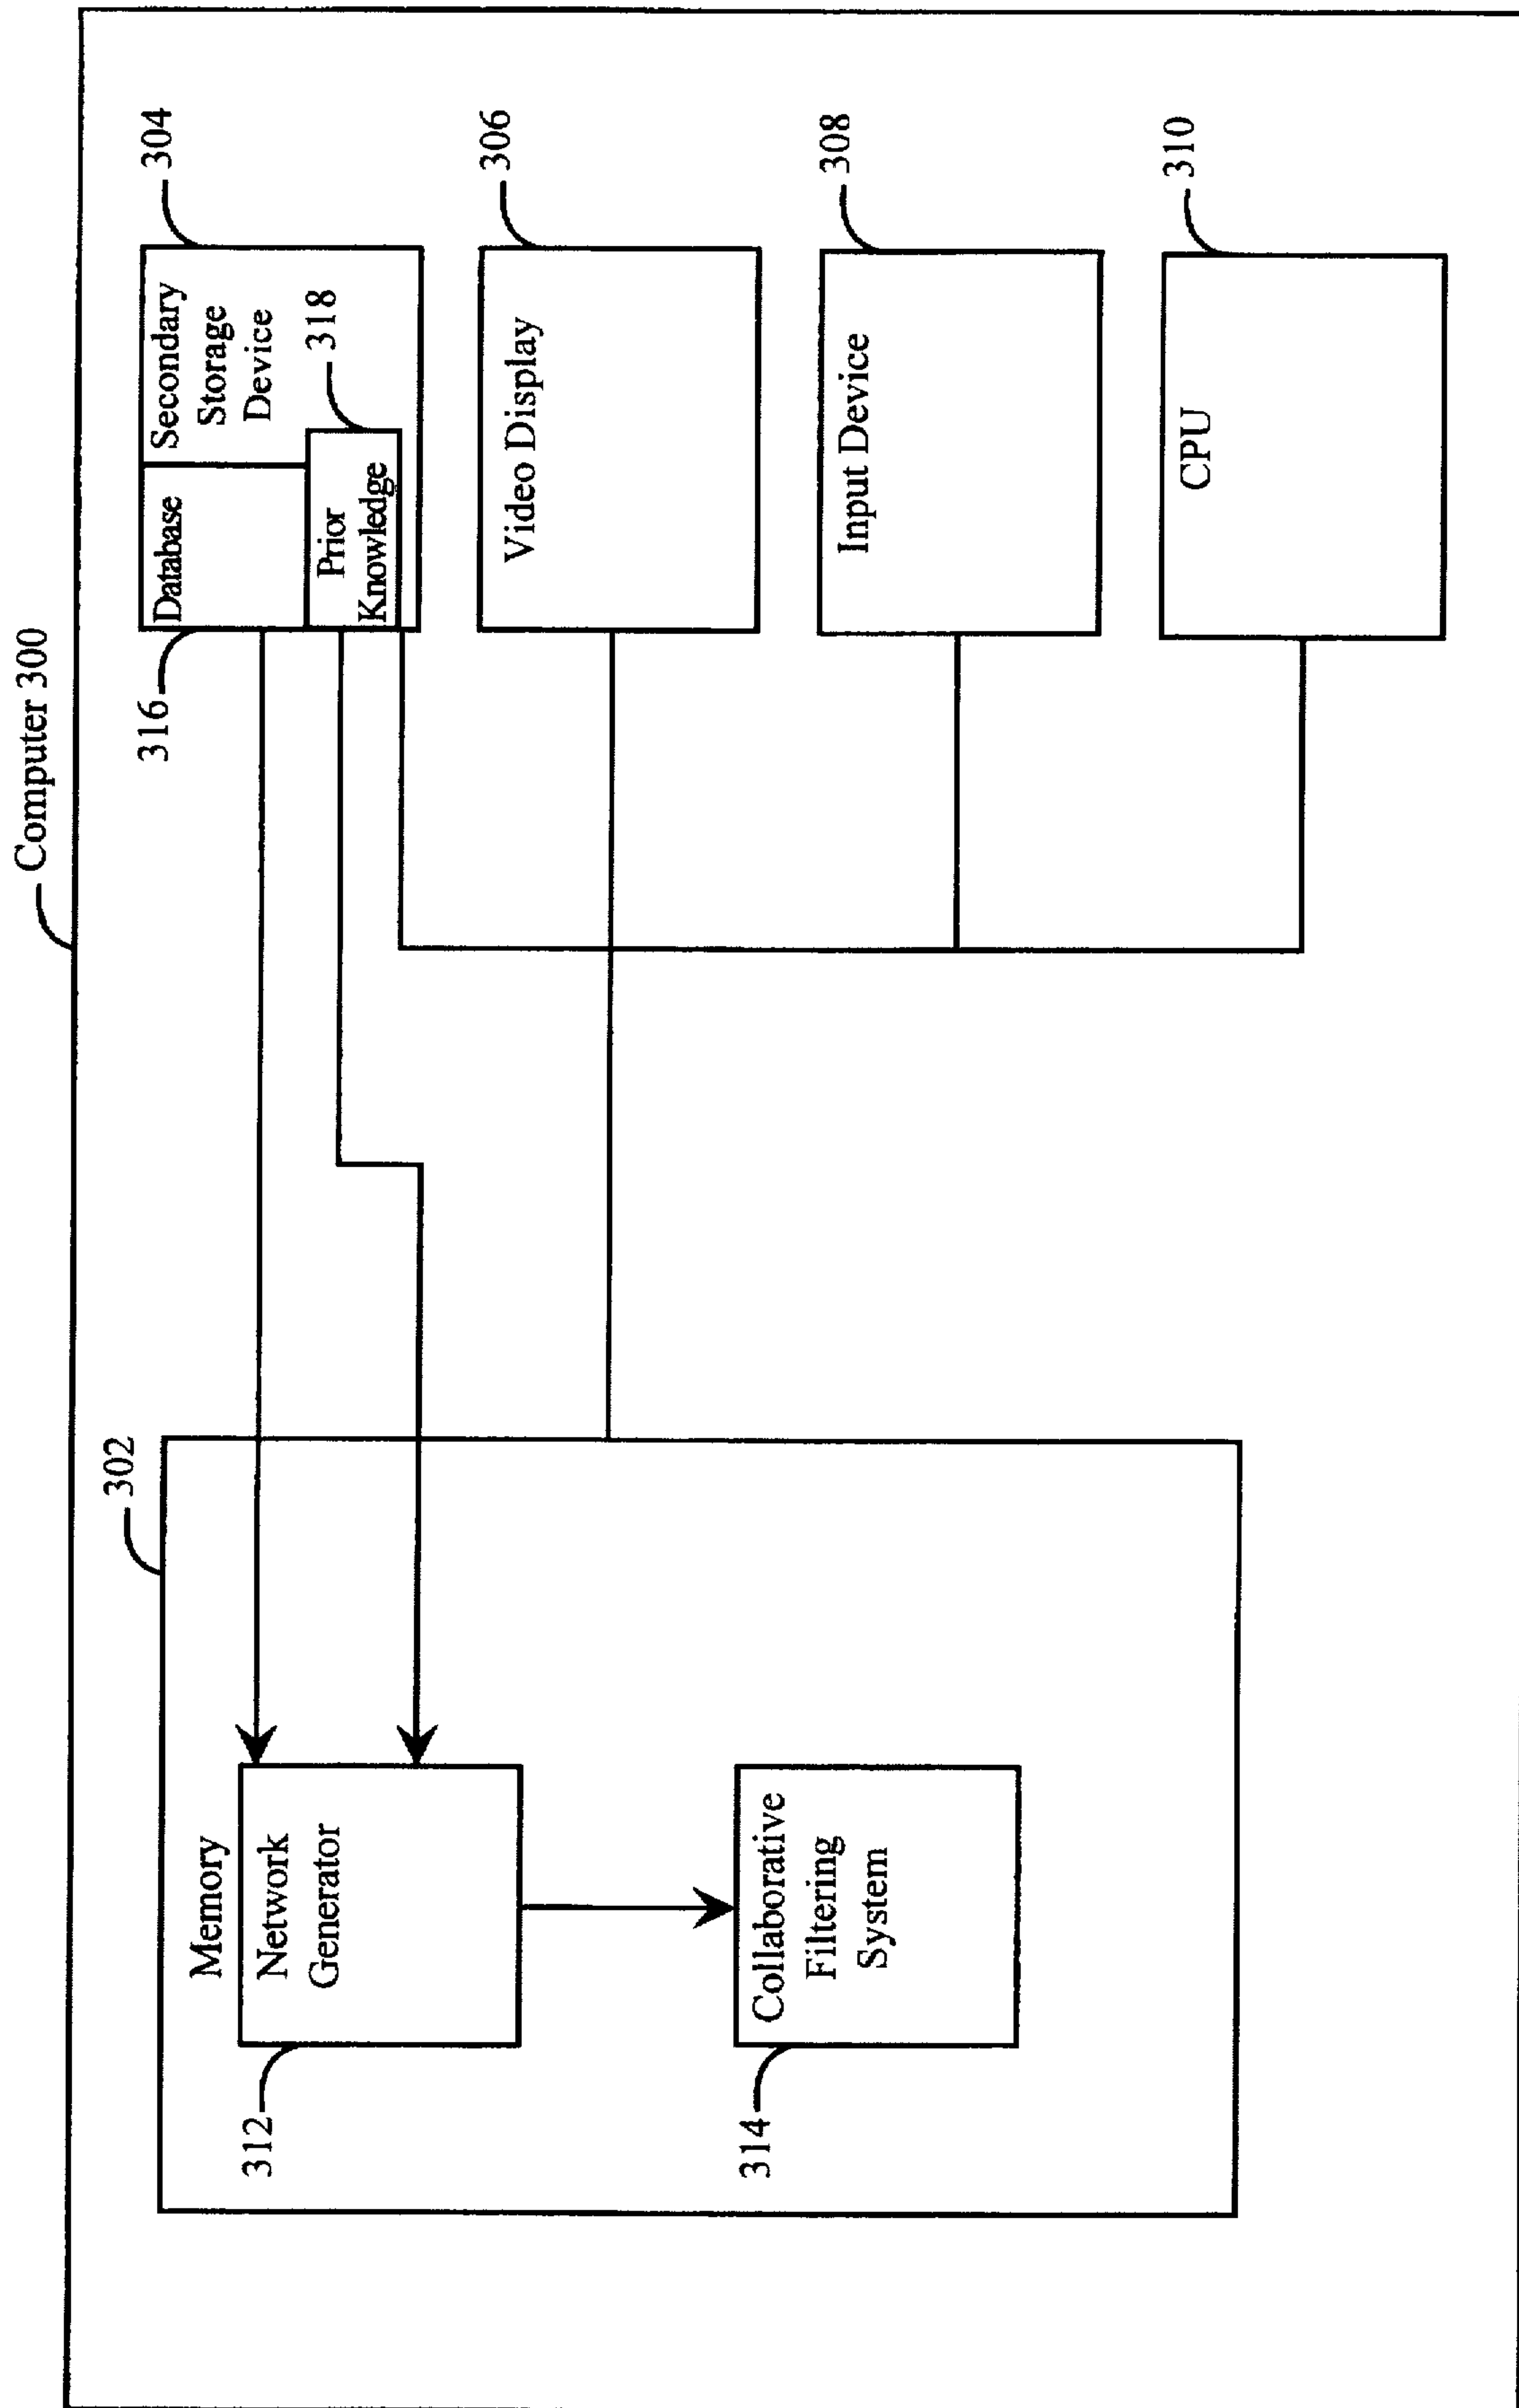 Computer 300
302
Memory
Network
Generator
312
Collaborative
Filtering
System
314
304
Secondary
Storage
Device
Database
316
Prior
Knowledge
318
Video Display
306
Input Device
308
CPU
310